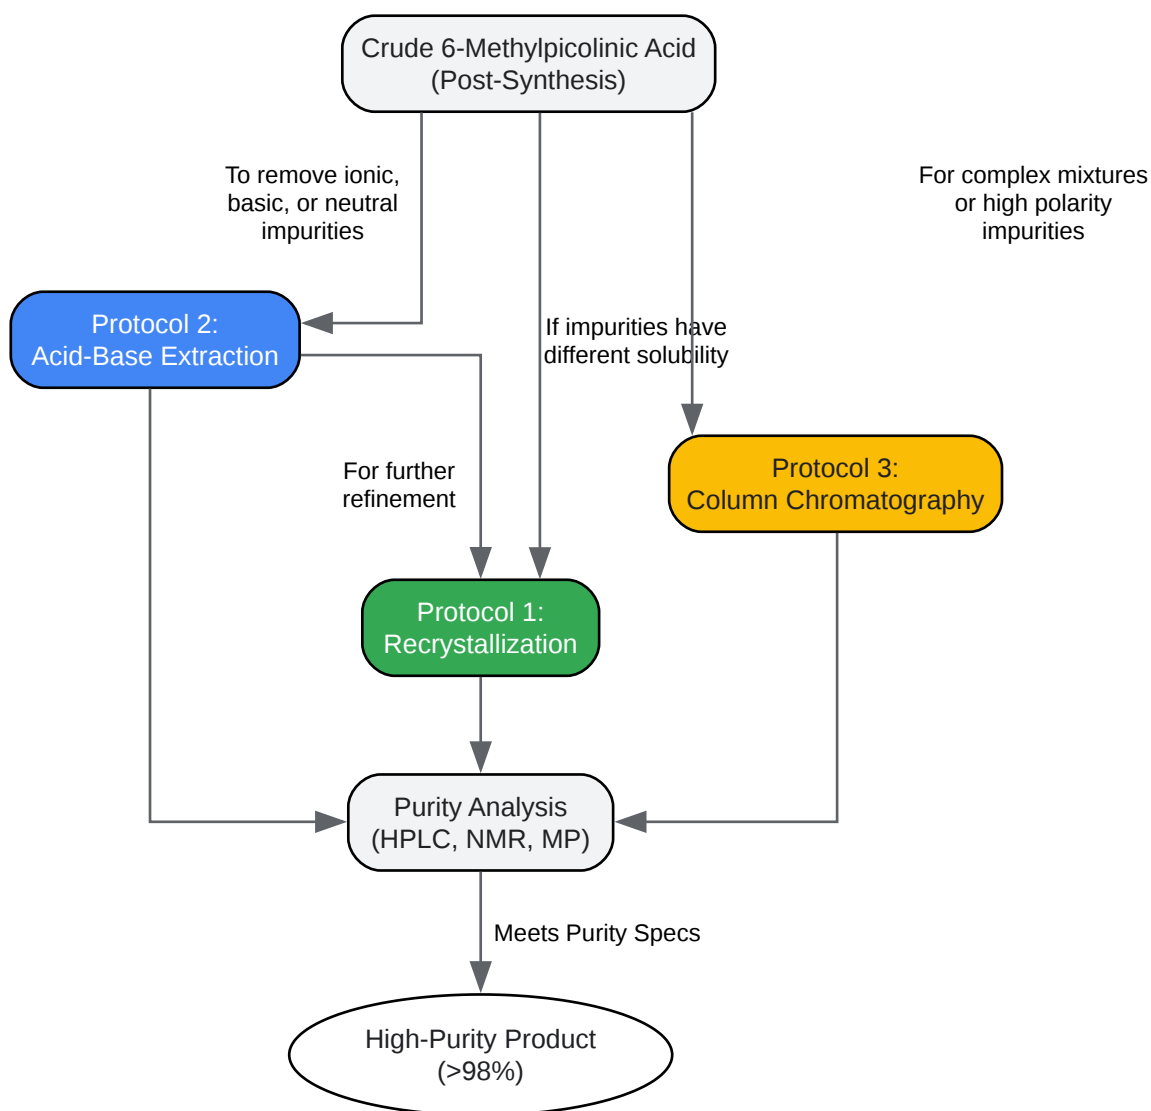 Crude 6-Methylpicolinic Acid
(Post-Synthesis)
To remove ionic,
basic, or neutral
impurities
For complex mixtures
or high polarity
impurities
Protocol 2:
Acid-Base Extraction
If impurities have
different solubility
For further
refinement
Protocol 3:
Column Chromatography
Protocol 1:
Recrystallization
Purity Analysis
(HPLC, NMR, MP)
Meets Purity Specs
High-Purity Product
(>98%)